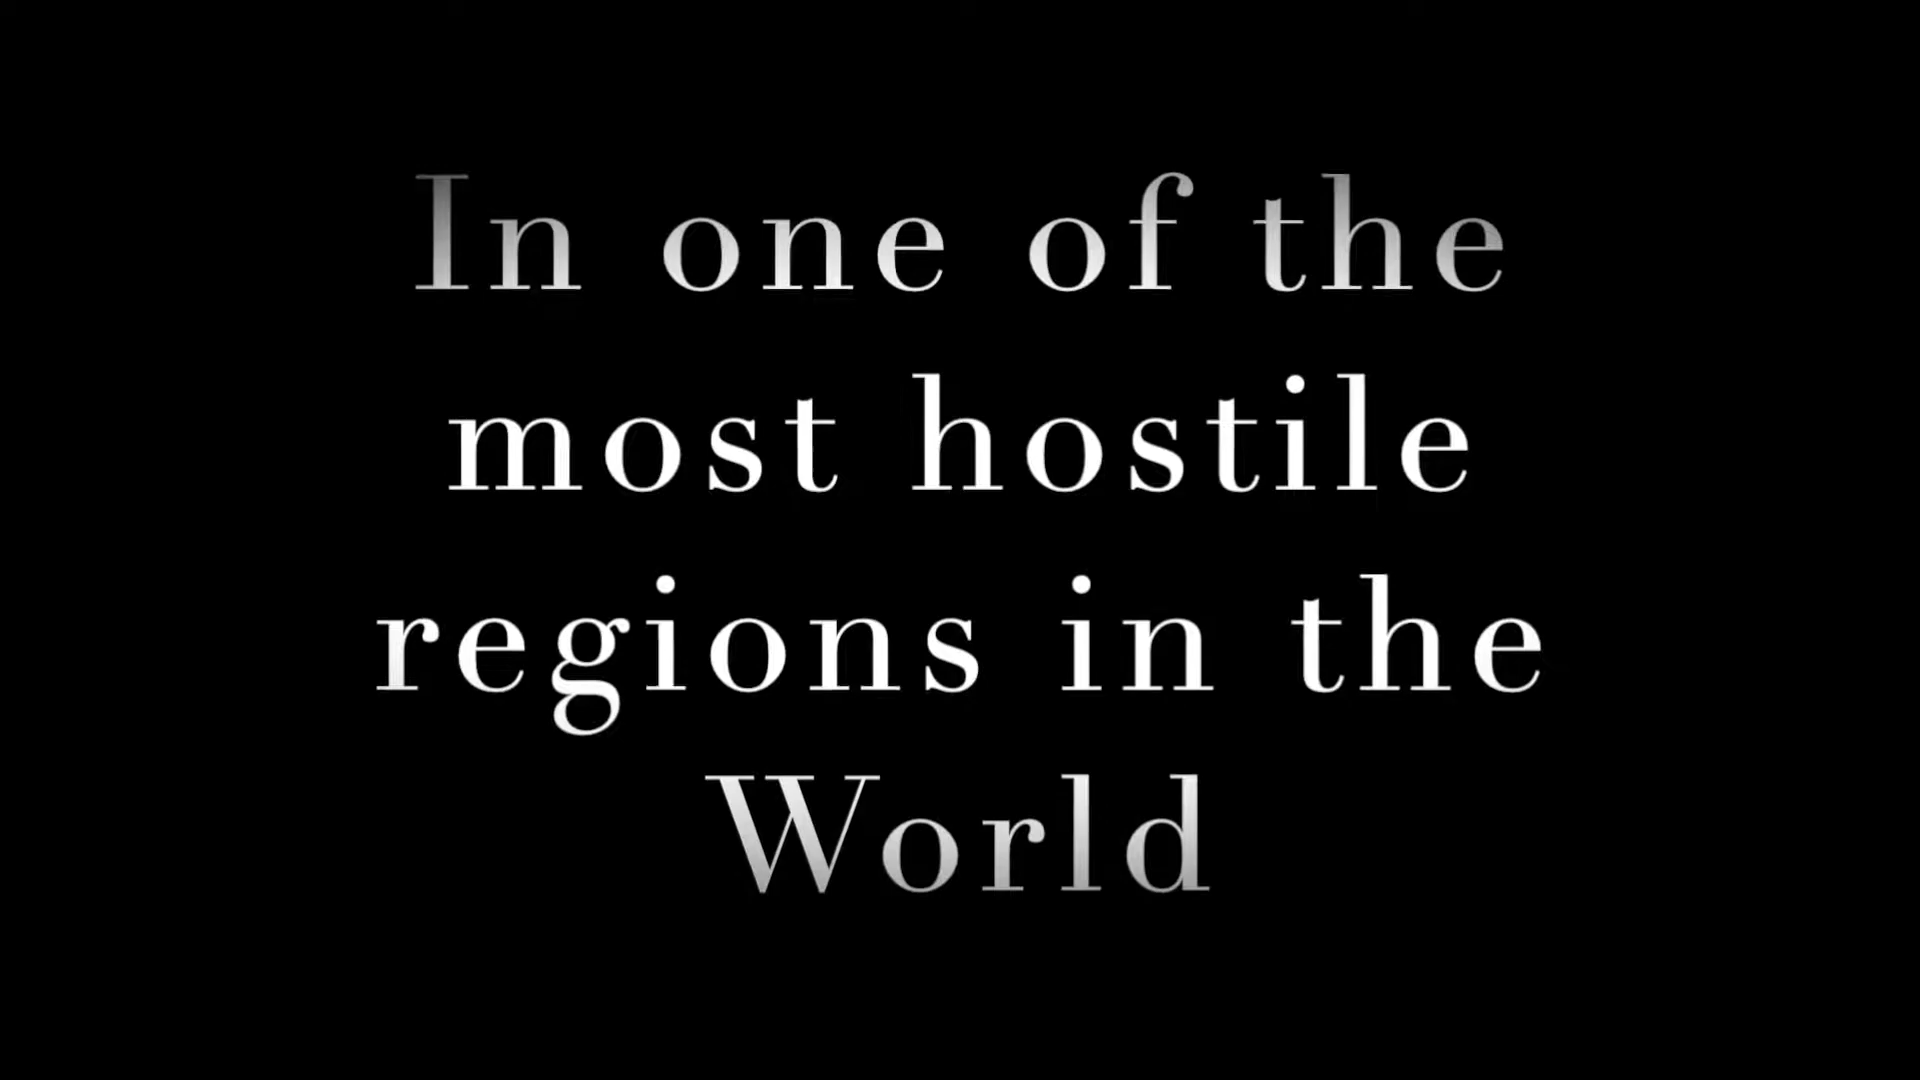 In one of the
most hostile
regions in the
World